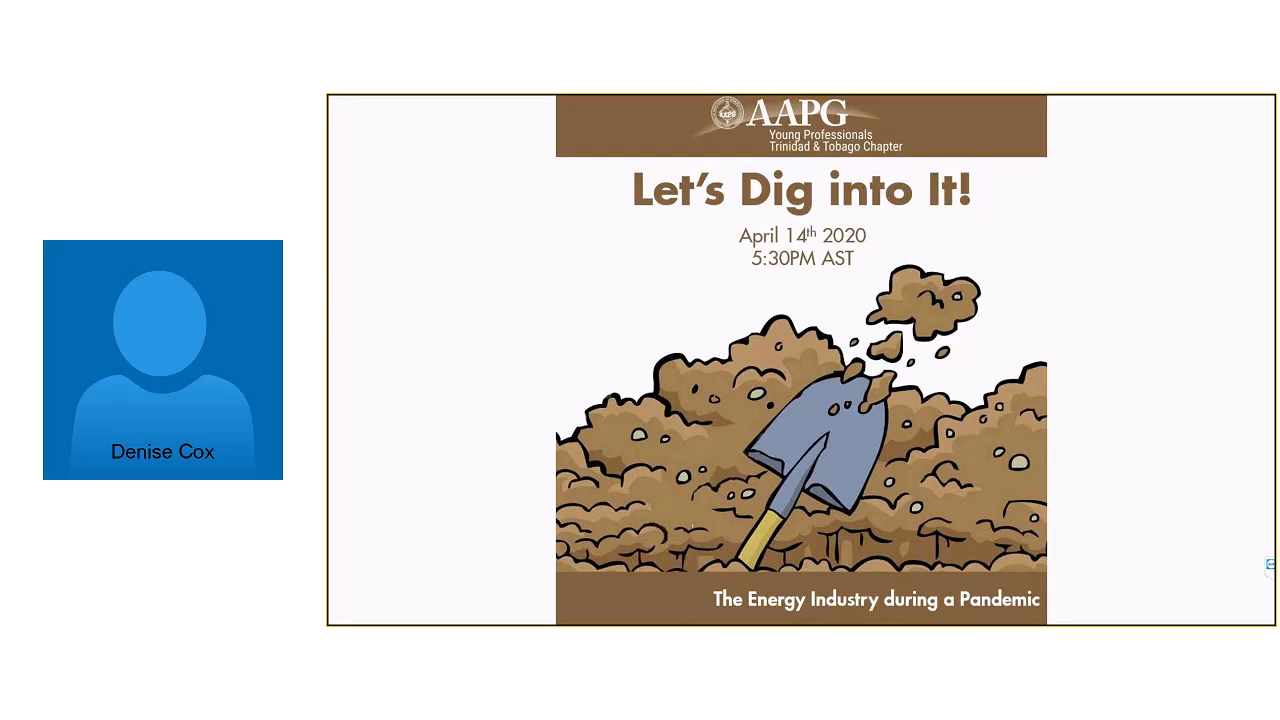 AAPG
Young Professionals
Trinidad & Tobago Chapter
Let's Dig into It!
April 14th 2020
5:30PM AST
Denise Cox
The Energy Industry during a Pandemic